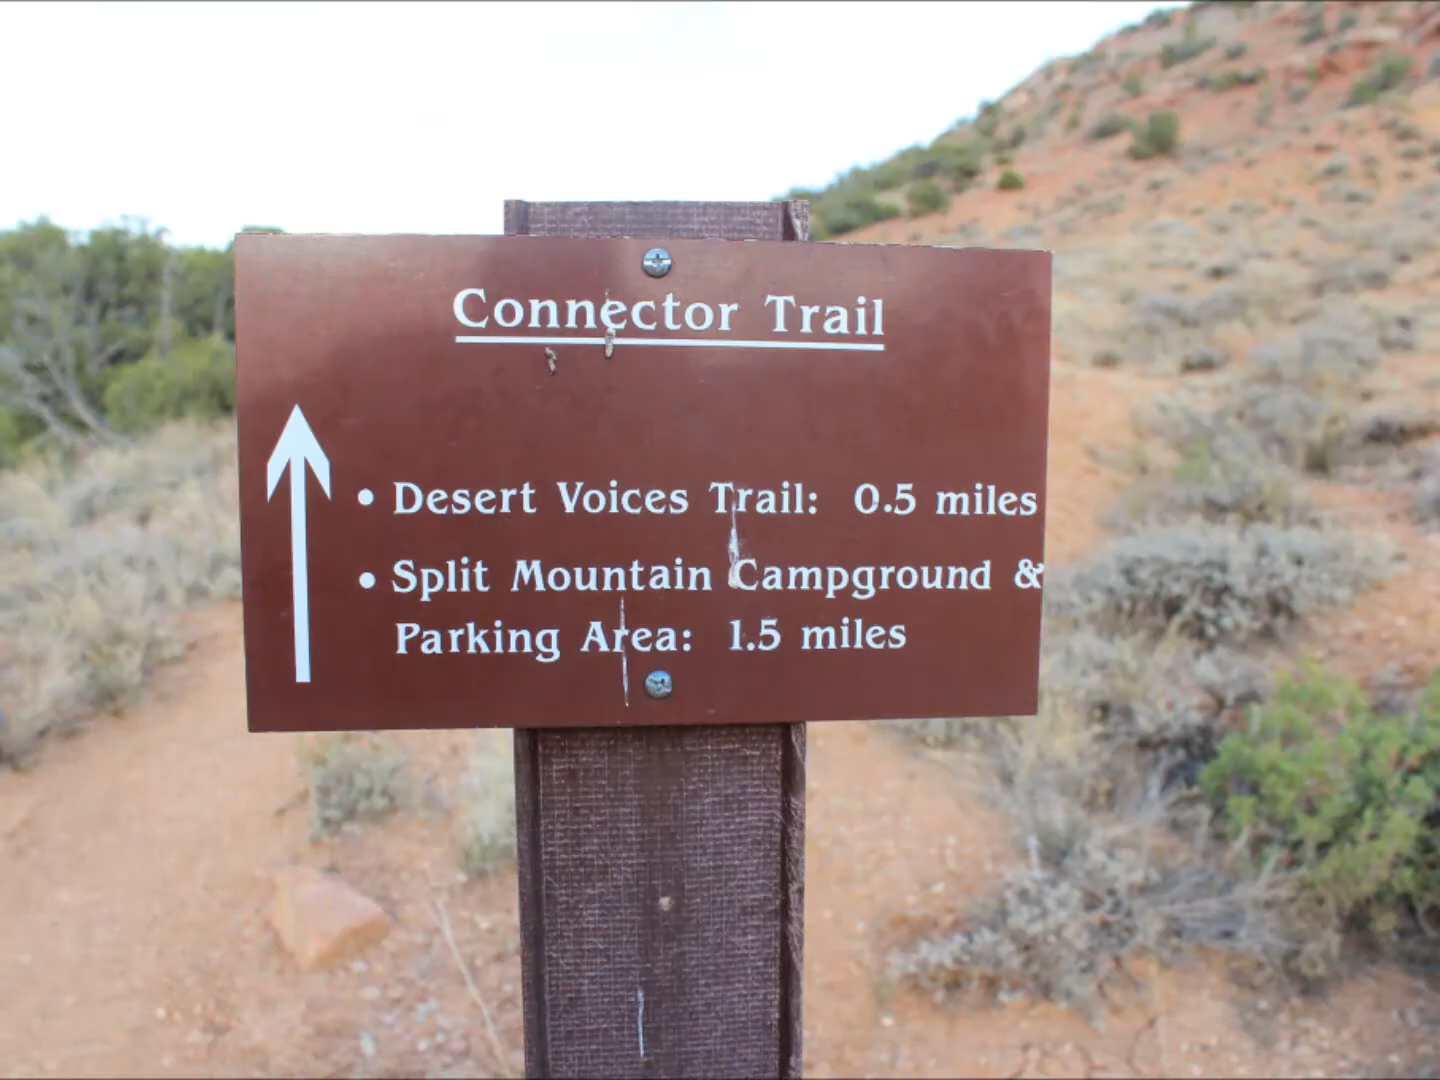 Connector Trail
• Desert Voices Trail: 0.5 miles
• Split Mountain Campground &
Parking Area: 1.5 miles